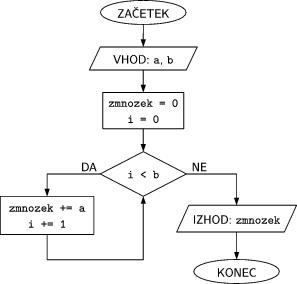 ZAČETEK
VHOD: a, b
zmnozek = 0
i = 0
i < b
DA
NE
zmnozek += a
i += 1
IZHOD: zmnozek
KONEC